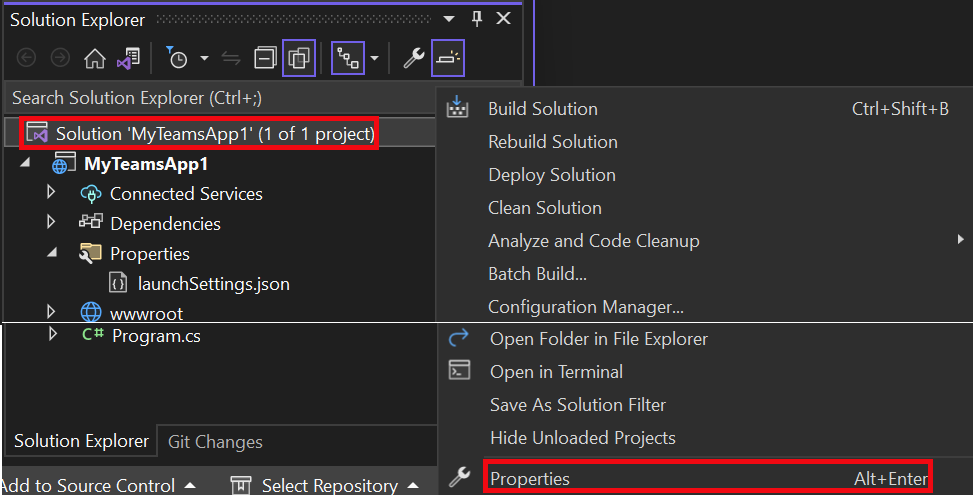 Solution Explorer
Search Solution Explorer (Ctrl+;)
Solution 'MyTeamsApp1' (1 of 1 project)
MyTeamsApp1
Connected Services
Dependencies
Properties
launchSettings.json
wwwroot
C# Program.cs
Solution Explorer Git Changes
Add to Source Control Select Repository
Build Solution Ctrl+Shift+B
Rebuild Solution
Deploy Solution
Clean Solution
Analyze and Code Cleanup
Batch Build...
Configuration Manager...
Open Folder in File Explorer
Open in Terminal
Save As Solution Filter
Hide Unloaded Projects
Properties Alt+Enter